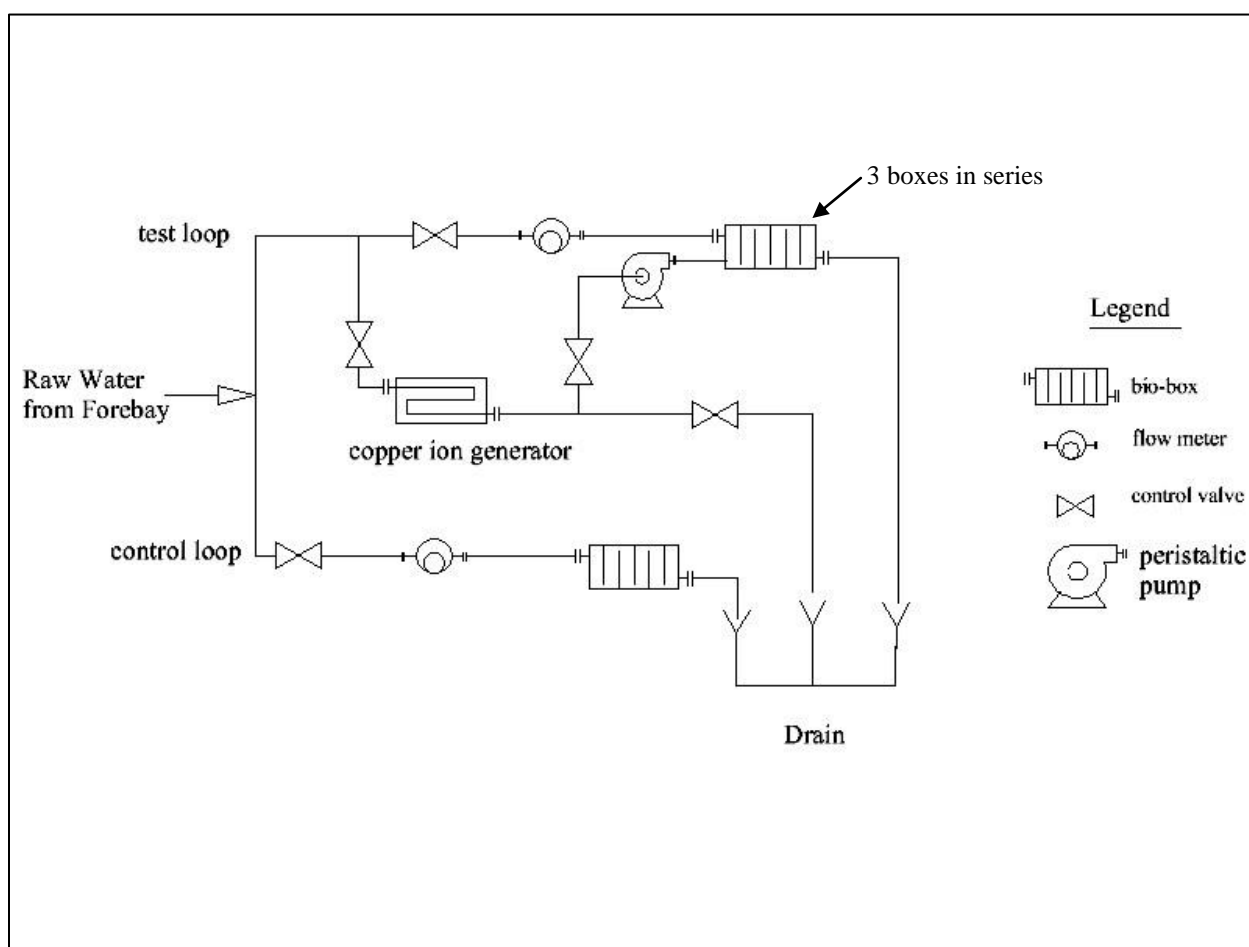 3 boxes in series
test loop
Legend
Raw Water
from Forebay
bio-box
copper ion generator
flow meter
control valve
control loop
peristaltic
pump
Drain